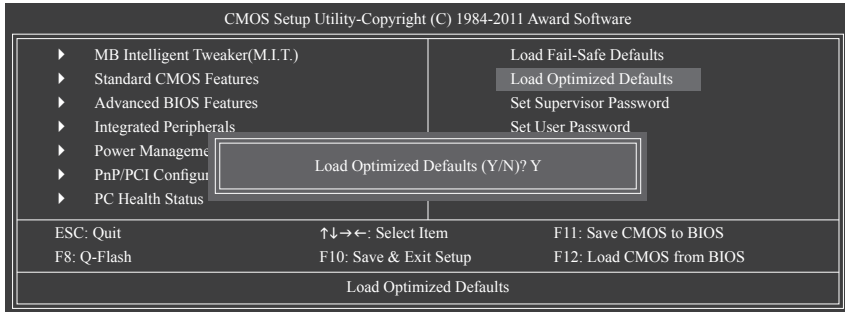 CMOS Setup Utility-Copyright (C) 1984-2011 Award Software
MB Intelligent Tweaker(M.I.T.)
Standard CMOS Features
Advanced BIOS Features
Integrated Peripherals
Power Manageme
PnP/PCI Configur
PC Health Status
Load Fail-Safe Defaults
Load Optimized Defaults
Set Supervisor Password
Set User Password
Load Optimized Defaults (Y/N)? Y
ESC: Quit
↑↓→←: Select Item
F11: Save CMOS to BIOS
F8: Q-Flash
F10: Save & Exit Setup
F12: Load CMOS from BIOS
Load Optimized Defaults